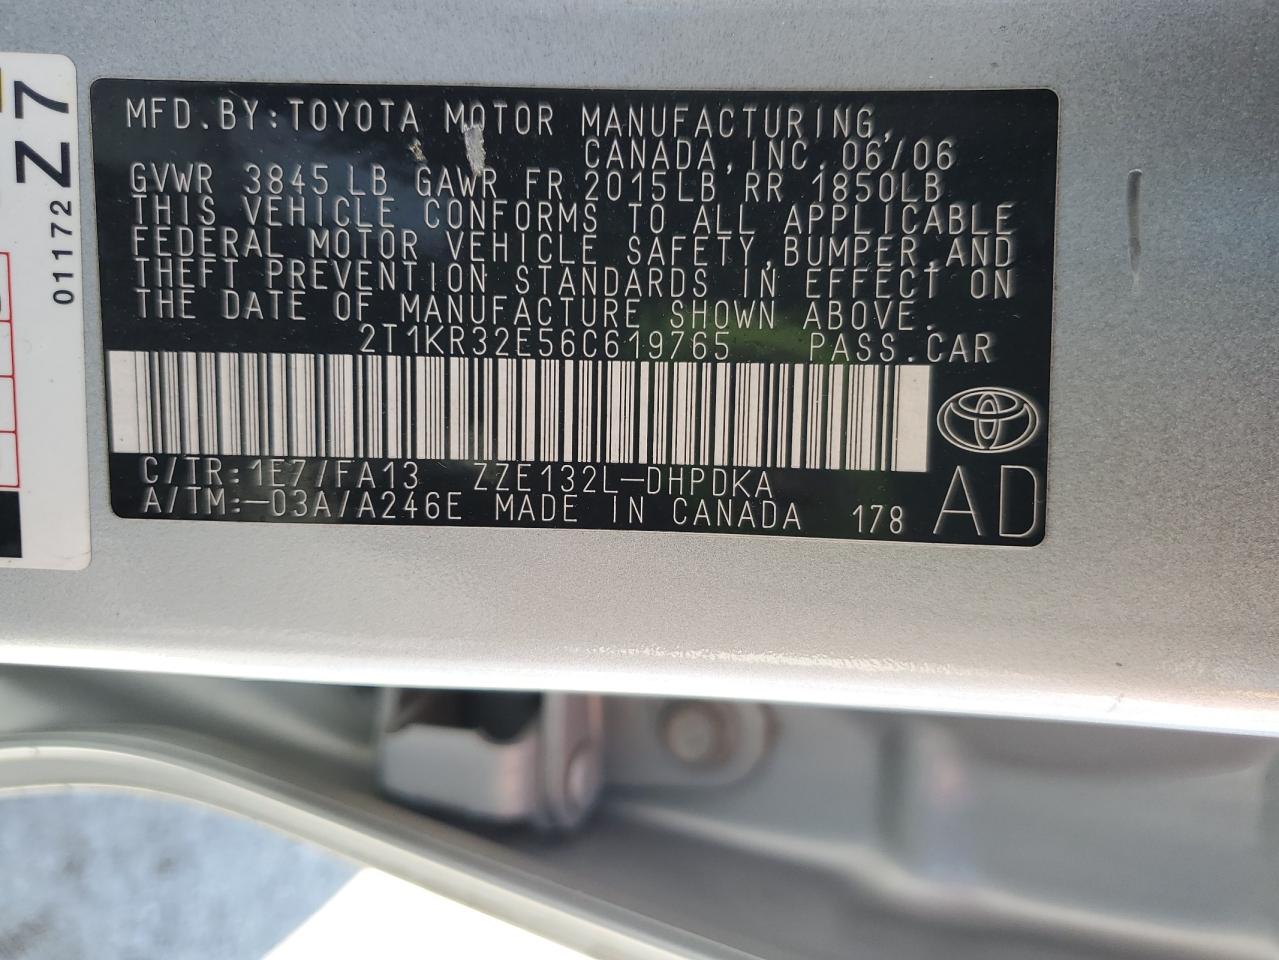 MFD.BY:TOYOTA MOTOR MANUFACTURING,
CANADA,INC.06/06
GVWR 3845LB GAWR FR 2015LB RR 1850LB
THIS VEHICLE CONFORMS TO ALL APPLICABLE
FEDERAL MOTOR VEHICLE SAFETY,BUMPER,AND
THEFT PREVENTION STANDARDS IN EFFECT ON
THE DATE OF MANUFACTURE SHOWN ABOVE.
2T1KR32E56C619765 PASS.CAR
C/TR:1E7/FA13 ZZE132L-DHPDKA
A/TM:-03A/A246E MADE IN CANADA 178 AD
Z7
01172